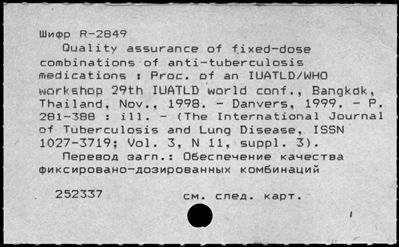 Шифр R-2849
Quality assurance of fixed-dose
combinations of anti-tuberculosis
medications : Proc. of an IUATLD/WHO
workshop 29th IUATLD world conf., Bangkok,
Thailand, Nov., 1998. - Danvers, 1999. - P.
281-388 : ill. - (The International Journal
of Tuberculosis and Lung Disease, ISSN
1027-3719; Vol. 3, N 11, suppl. 3).
Перевод загл.: Обеспечение качества
фиксировано-дозированных комбинаций
252337 см. след. карт.